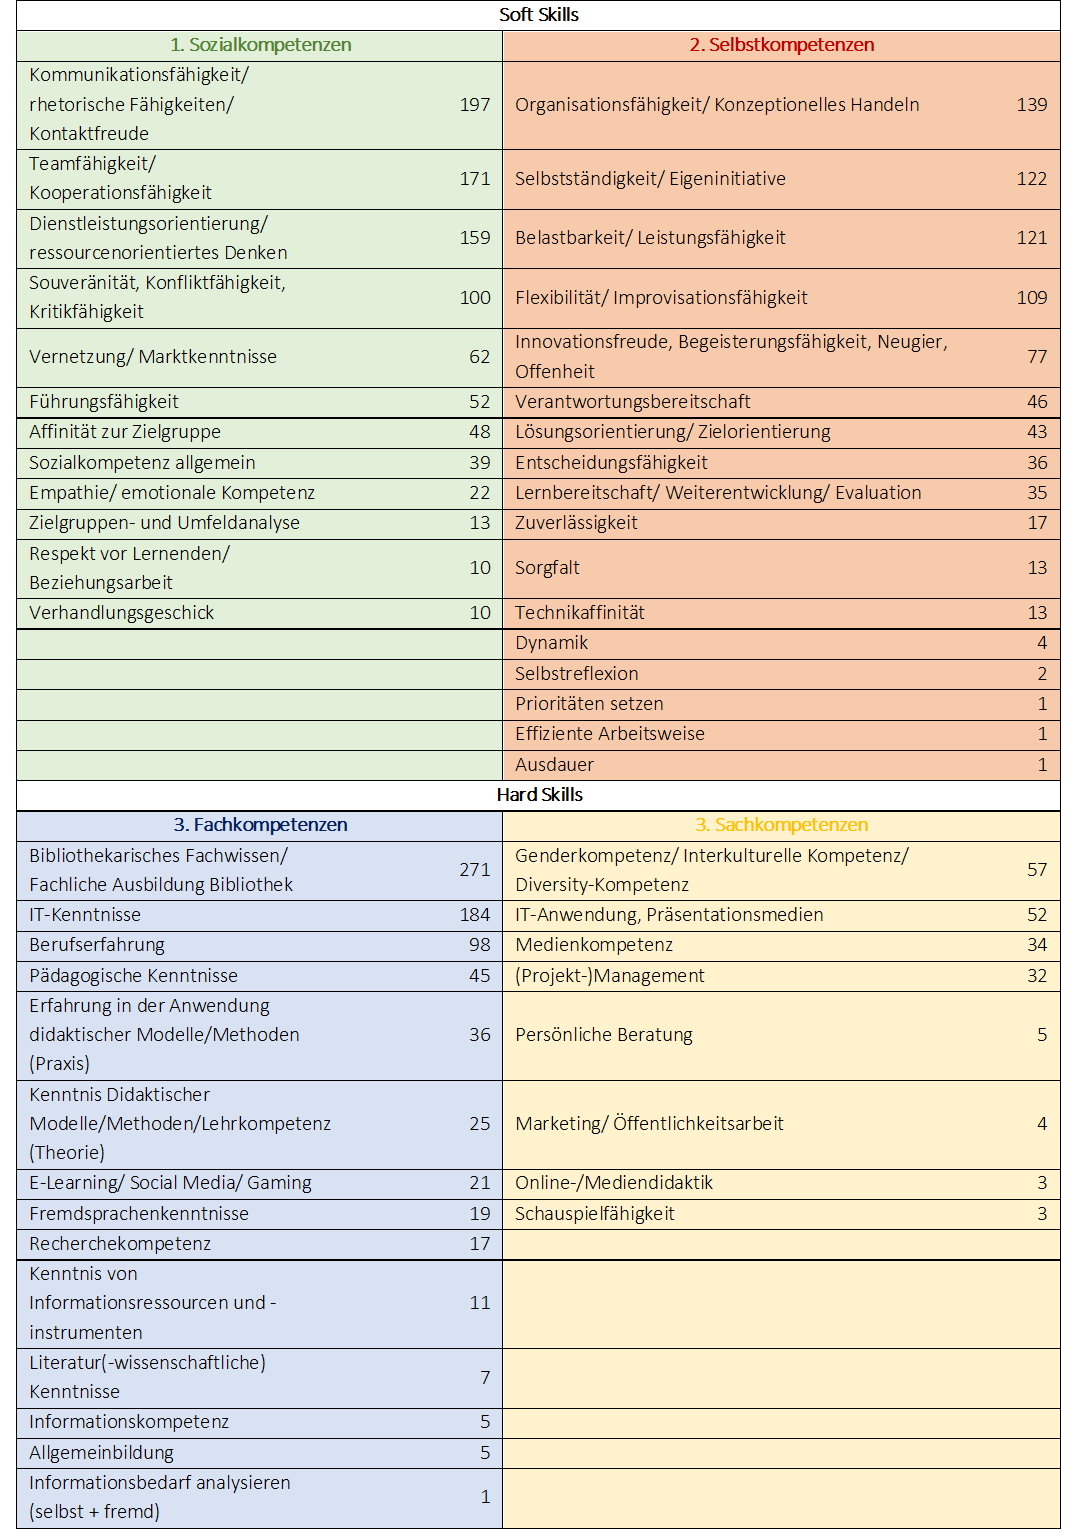 Soft Skills
1. Sozialkompetenzen
2. Selbstkompetenzen
Kommunikationsfähigkeit/
rhetorische Fähigkeiten/
Kontaktfreude
197
Organisationsfähigkeit/ Konzeptionelles Handeln
139
Teamfähigkeit/
Kooperationsfähigkeit
171
Selbstständigkeit/ Eigeninitiative
122
Dienstleistungsorientierung/
ressourcenorientiertes Denken
159
Belastbarkeit/ Leistungsfähigkeit
121
Souveränität, Konfliktfähigkeit,
Kritikfähigkeit
100
Flexibilität/ Improvisationsfähigkeit
109
Vernetzung/ Marktkenntnisse
62
Innovationsfreude, Begeisterungsfähigkeit, Neugier,
Offenheit
77
Führungsfähigkeit
52
Verantwortungsbereitschaft
46
Affinität zur Zielgruppe
48
Lösungsorientierung/ Zielorientierung
43
Sozialkompetenz allgemein
39
Entscheidungsfähigkeit
36
Empathie/ emotionale Kompetenz
22
Lernbereitschaft/ Weiterentwicklung/ Evaluation
35
Zielgruppen- und Umfeldanalyse
13
Zuverlässigkeit
17
Respekt vor Lernenden/
Beziehungsarbeit
10
Sorgfalt
13
Verhandlungsgeschick
10
Technikaffinität
13
Dynamik
4
Selbstreflexion
2
Prioritäten setzen
1
Effiziente Arbeitsweise
1
Ausdauer
1
Hard Skills
3. Fachkompetenzen
3. Sachkompetenzen
Bibliothekarisches Fachwissen/
Fachliche Ausbildung Bibliothek
271
Genderkompetenz/ Interkulturelle Kompetenz/
Diversity-Kompetenz
57
IT-Kenntnisse
184
IT-Anwendung, Präsentationsmedien
52
Berufserfahrung
98
Medienkompetenz
34
Pädagogische Kenntnisse
45
(Projekt-)Management
32
Erfahrung in der Anwendung
didaktischer Modelle/Methoden
(Praxis)
36
Persönliche Beratung
5
Kenntnis Didaktischer
Modelle/Methoden/Lehrkompetenz
(Theorie)
25
Marketing/ Öffentlichkeitsarbeit
4
E-Learning/ Social Media/ Gaming
21
Online-/Mediendidaktik
3
Fremdsprachenkenntnisse
19
Schauspielfähigkeit
3
Recherchekompetenz
17
Kenntnis von
Informationsressourcen und -
instrumenten
11
Literatur(-wissenschaftliche)
Kenntnisse
7
Informationskompetenz
5
Allgemeinbildung
5
Informationsbedarf analysieren
(selbst + fremd)
1